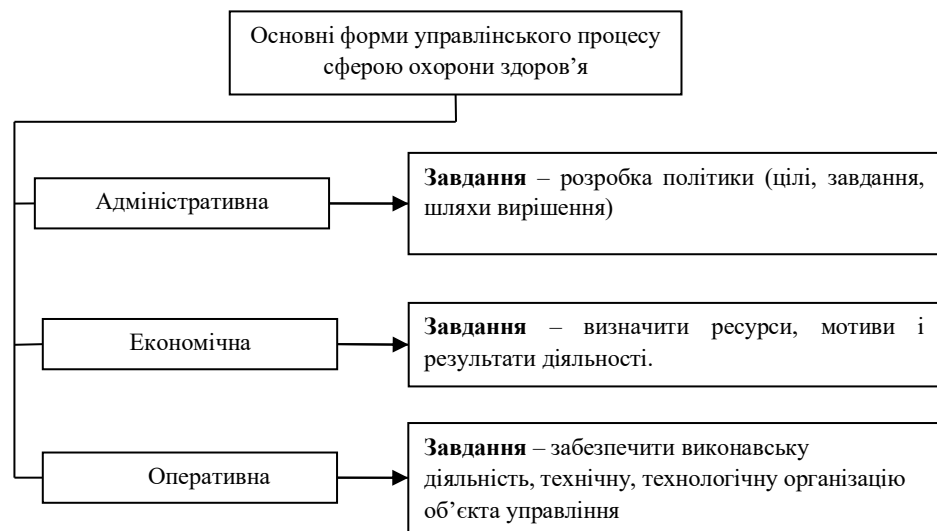 Основні форми управлінського процесу
сферою охорони здоров’я
Адміністративна
Завдання – розробка політики (цілі, завдання,
шляхи вирішення)
Економічна
Завдання – визначити ресурси, мотиви і
результати діяльності.
Оперативна
Завдання – забезпечити виконавську
діяльність, технічну, технологічну організацію
об’єкта управління